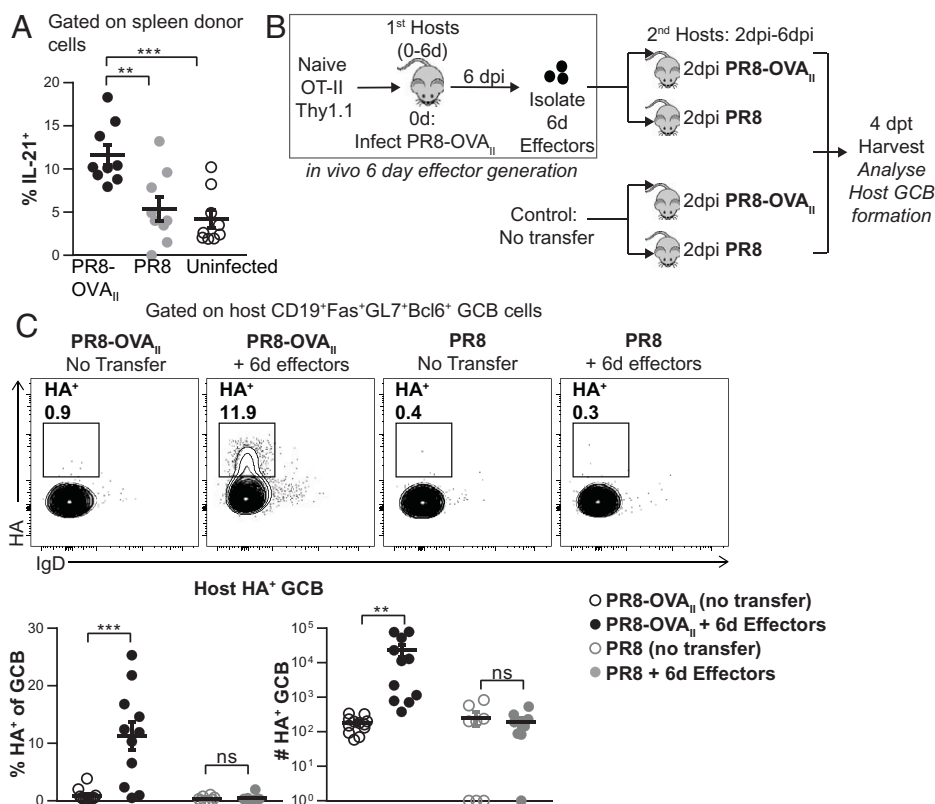 A
Gated on spleen donor
cells
***
**
% IL-21⁺
20
15
10
5
0
PR8-
OVA_II
PR8
Uninfected
B
1ˢᵗ Hosts
(0-6d)
Naive
OT-II
Thy1.1
0d:
Infect PR8-OVA_II
6 dpi
Isolate
6d
Effectors
in vivo 6 day effector generation
2ⁿᵈ Hosts: 2dpi-6dpi
2dpi PR8-OVA_II
2dpi PR8
Control:
No transfer
2dpi PR8-OVA_II
2dpi PR8
4 dpt
Harvest
Analyse
Host GCB
formation
C
Gated on host CD19⁺Fas⁺GL7⁺Bcl6⁺ GCB cells
PR8-OVA_II
No Transfer
PR8-OVA_II
+ 6d effectors
PR8
No Transfer
PR8
+ 6d effectors
HA⁺
0.9
HA⁺
11.9
HA⁺
0.4
HA⁺
0.3
HA
IgD
Host HA⁺ GCB
% HA⁺ of GCB
30
20
10
0
***
ns
# HA⁺ GCB
10⁵
10⁴
10³
10²
10¹
10⁰
**
ns
PR8-OVA_II (no transfer)
PR8-OVA_II + 6d Effectors
PR8 (no transfer)
PR8 + 6d Effectors